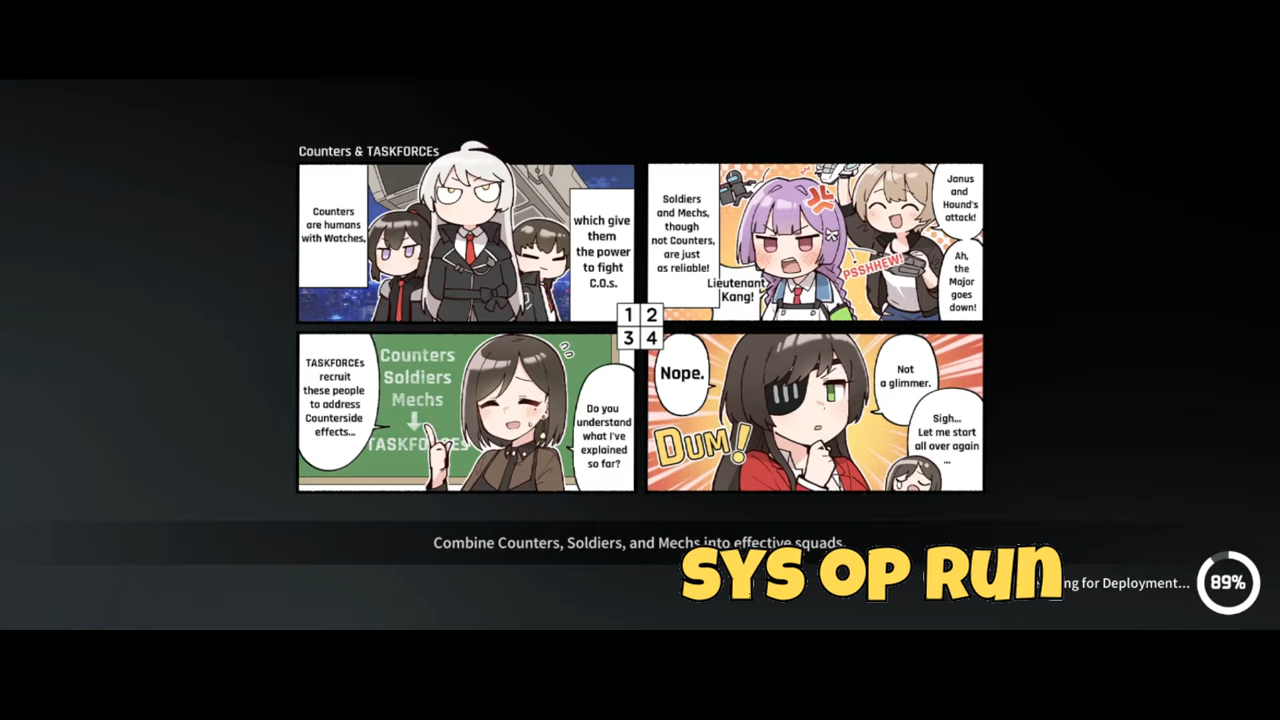 Counters & TASKFORCEs
Counters
are humans
with Watches,
which give
them
the power
to fight
C.O.s.
Soldiers
and Mechs,
though
not Counters,
are just
as reliable!
Lieutenant
Kang!
PSSHHEW!
Janus
and
Hound's
attack!
Ah,
the
Major
goes
down!
1 2
3 4
TASKFORCEs
recruit
these people
to address
Counterside
effects...
Counters
Soldiers
Mechs
TASKFORCEs
Do you
understand
what I've
explained
so far?
Nope.
DUM!
Not
a glimmer.
Sigh...
Let me start
all over again
...
Combine Counters, Soldiers, and Mechs into effective squads.
SYS OP RUN
ng for Deployment...
89%